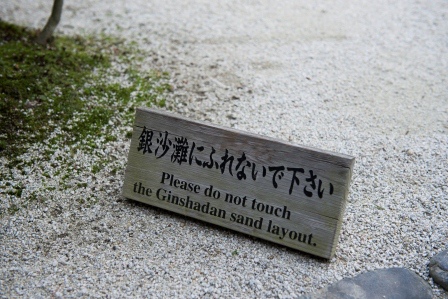 銀沙灘にふれないで下さい
Please do not touch
the Ginshadan sand layout.